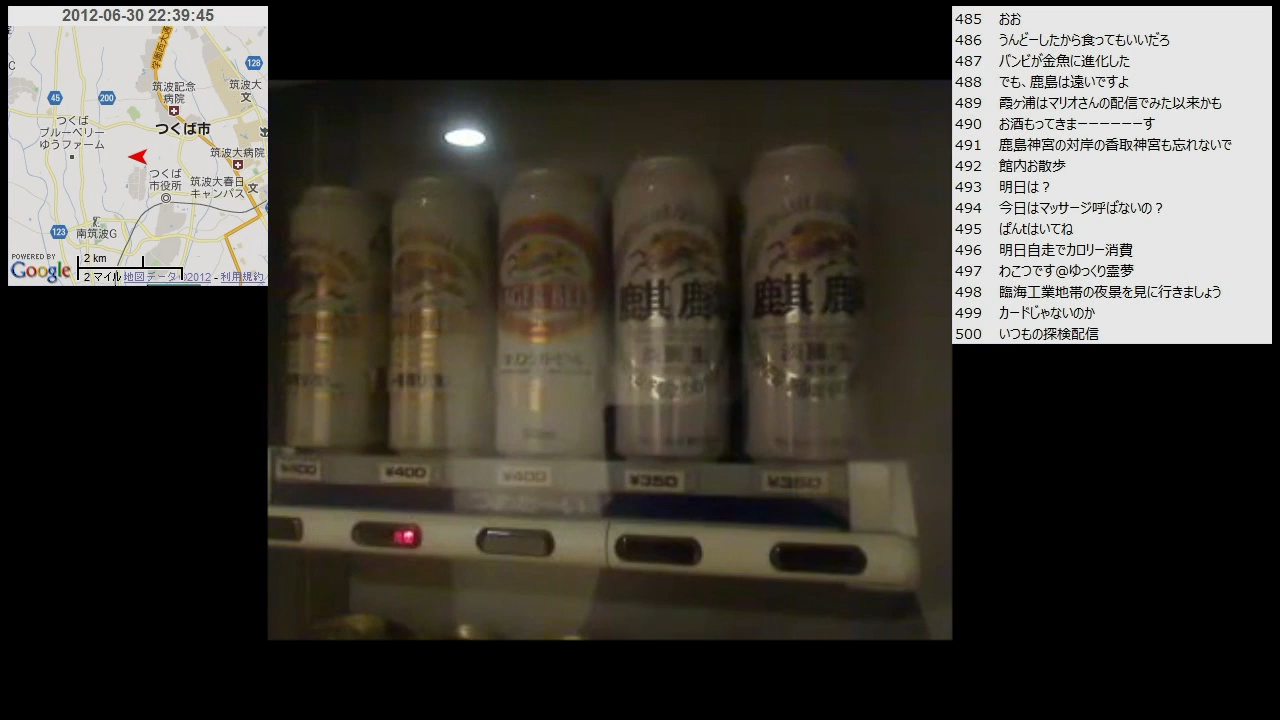 2012-06-30 22:39:45
128
筑波記念
病院
筑波大
文
45
200
つくば
ブルーベリー
ゆうファーム
つくば市
筑波大病院
つくば
市役所
筑波大春日
キャンパス
文
123
南筑波G
POWERED BY
Google
2 km
2 マイル
地図データ ©2012 - 利用規約
485 おお
486 うんどーしたから食ってもいいだろ
487 バンビが金魚に進化した
488 でも、鹿島は遠いですよ
489 霞ヶ浦はマリオさんの配信でみた以来かも
490 お酒もってきまーーーーーーす
491 鹿島神宮の対岸の香取神宮も忘れないで
492 館内お散歩
493 明日は？
494 今日はマッサージ呼ばないの？
495 ぱんtはいてね
496 明日自走でカロリー消費
497 わこつです@ゆっくり霊夢
498 臨海工業地帯の夜景を見に行きましょう
499 カードじゃないのか
500 いつもの探検配信
麒麟
淡麗
生
麒麟
淡麗
生
¥400
¥400
¥400
¥350
¥350